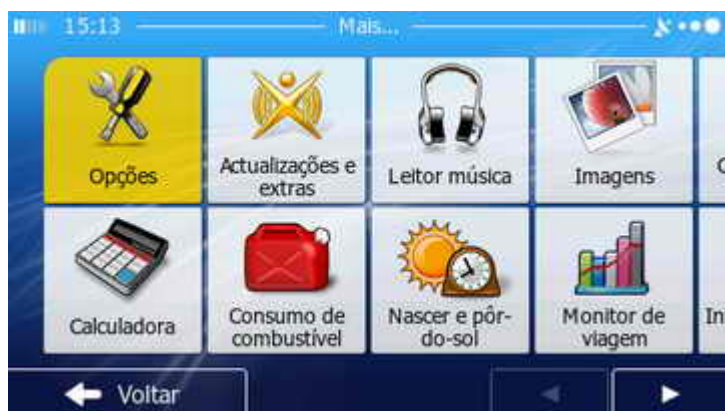 15:13 Mais...
Opções
Actualizações e
extras
Leitor música
Imagens
Calculadora
Consumo de
combustível
Nascer e pôr-
do-sol
Monitor de
viagem
Voltar